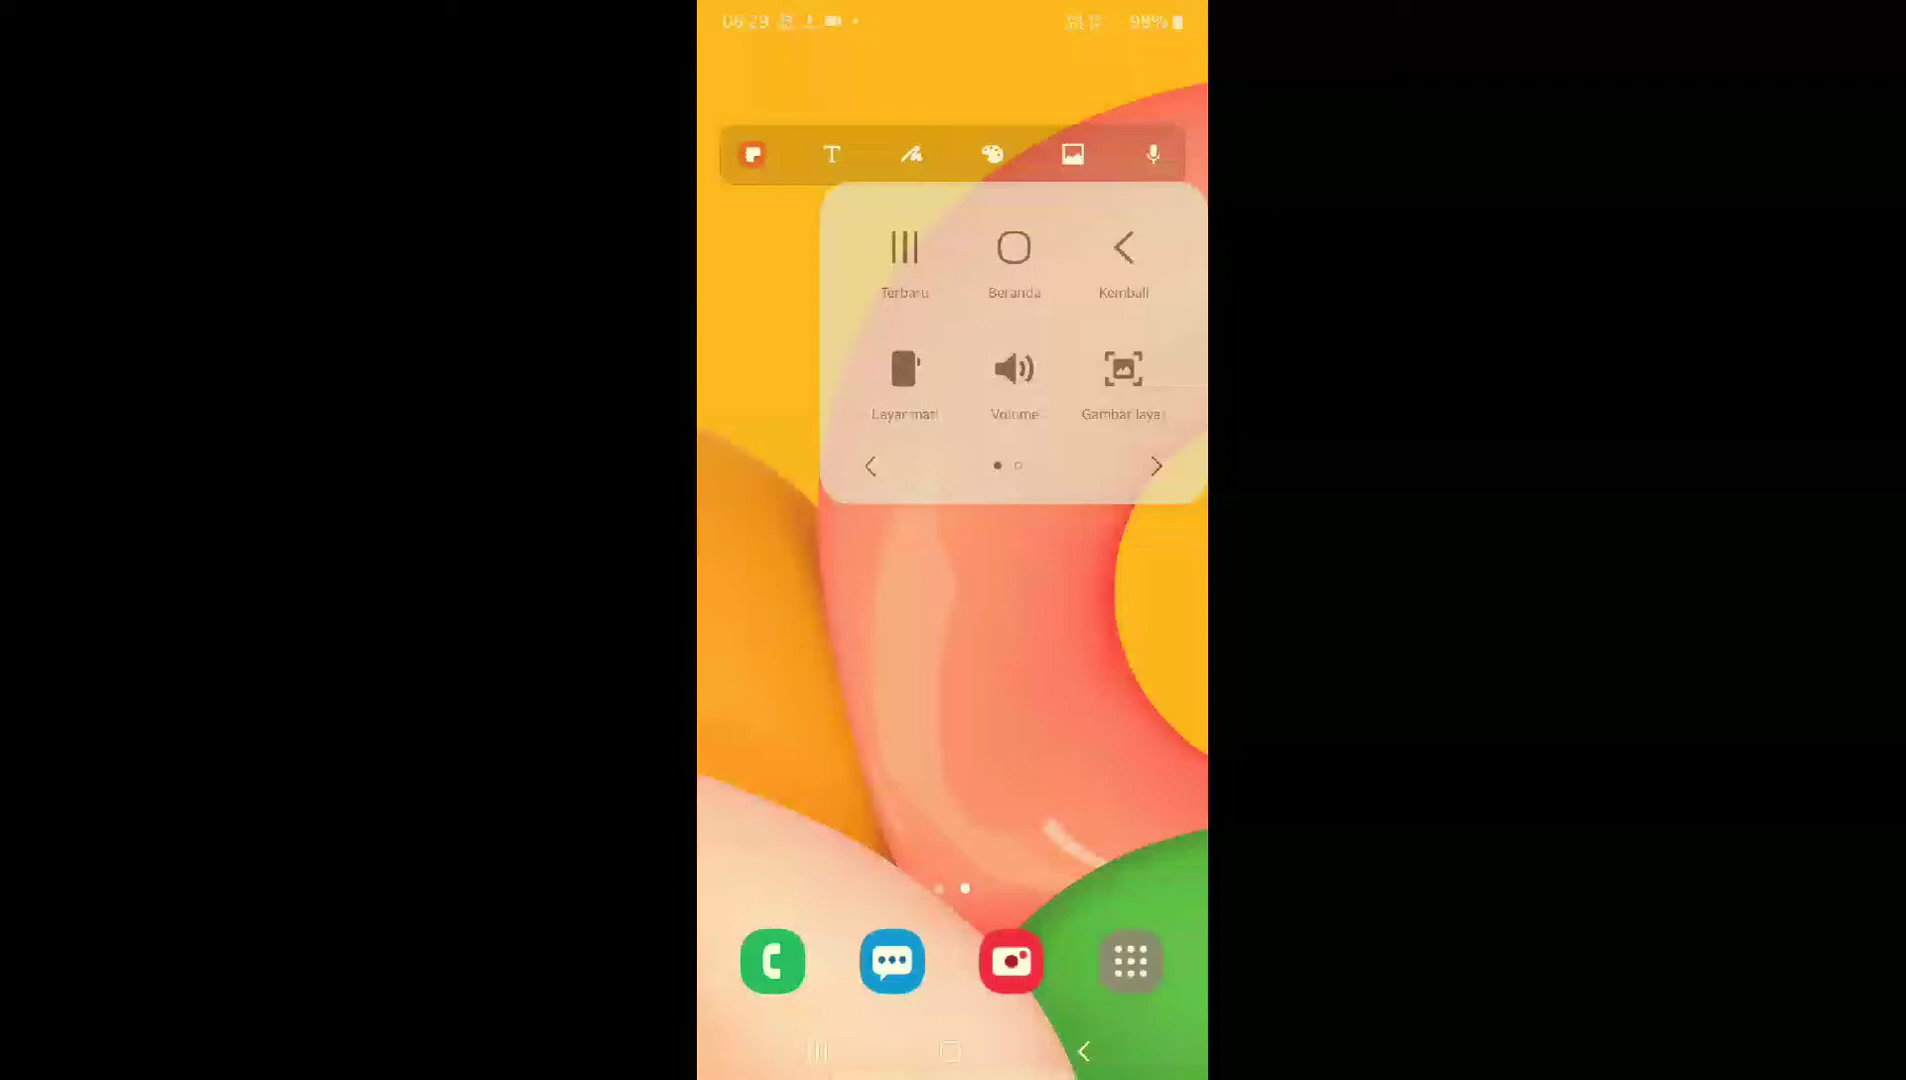 06:29
98%
T
Terbaru
Beranda
Kembali
Layar mati
Volume
Gambar layar